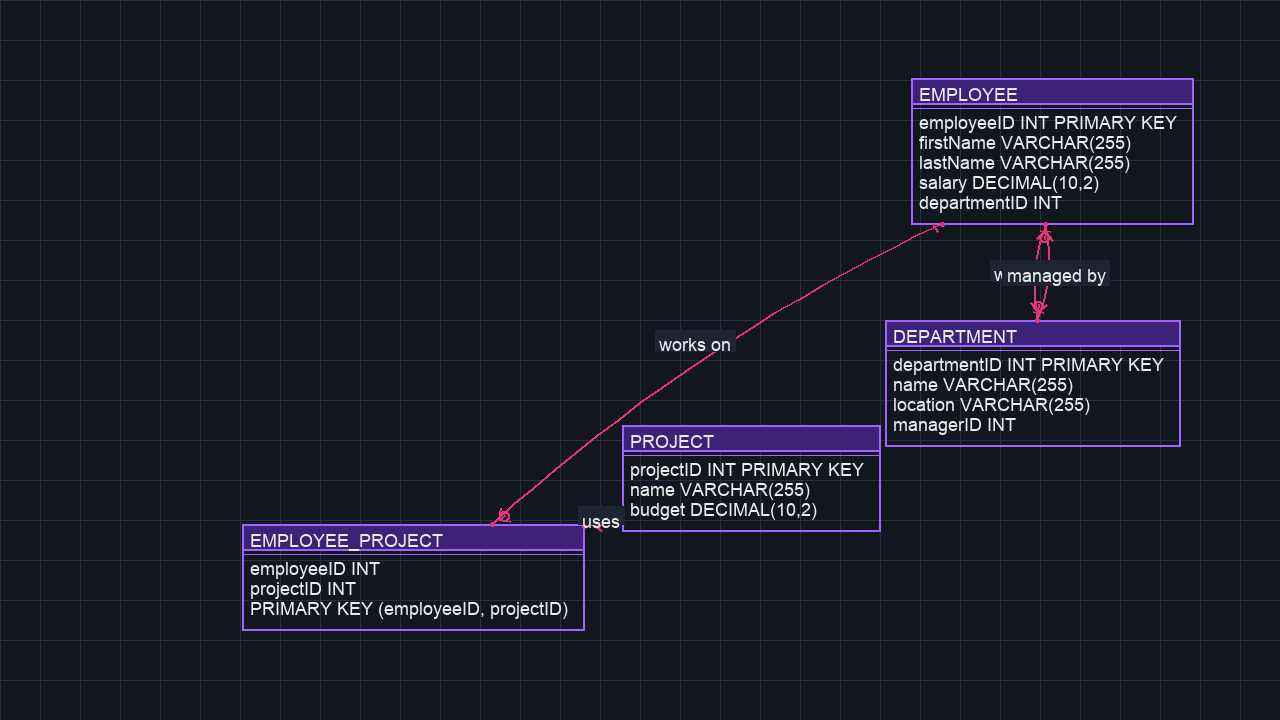 EMPLOYEE
employeeID INT PRIMARY KEY
firstName VARCHAR(255)
lastName VARCHAR(255)
salary DECIMAL(10,2)
departmentID INT
managed by
DEPARTMENT
departmentID INT PRIMARY KEY
name VARCHAR(255)
location VARCHAR(255)
managerID INT
works on
PROJECT
projectID INT PRIMARY KEY
name VARCHAR(255)
budget DECIMAL(10,2)
uses
EMPLOYEE_PROJECT
employeeID INT
projectID INT
PRIMARY KEY (employeeID, projectID)